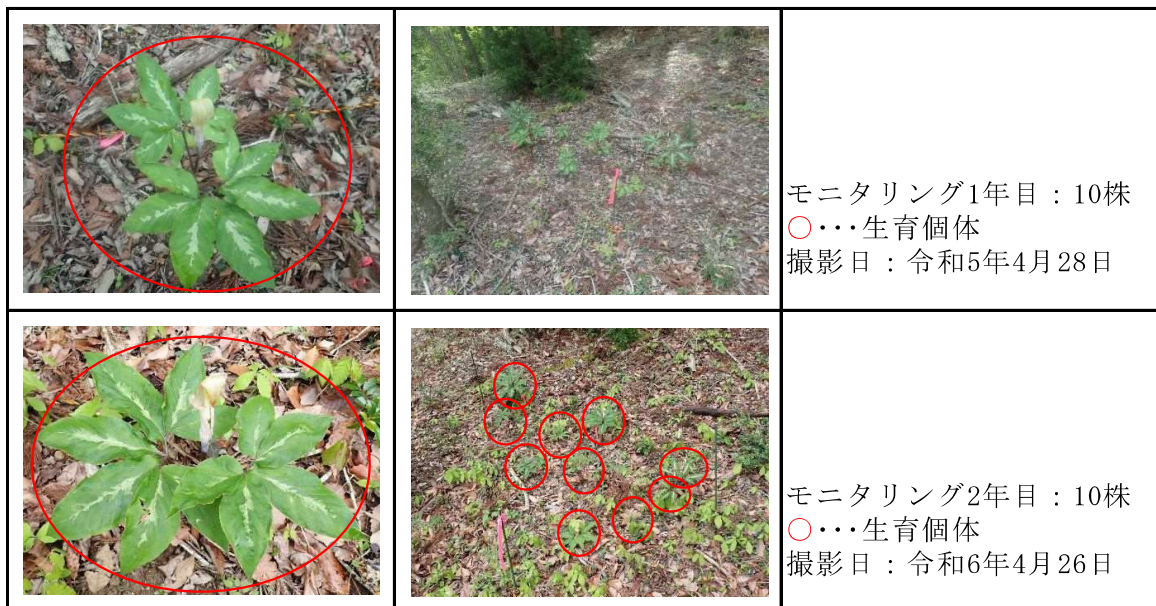 モニタリング1年目：10株
○･･･生育個体
撮影日：令和5年4月28日
モニタリング2年目：10株
○･･･生育個体
撮影日：令和6年4月26日